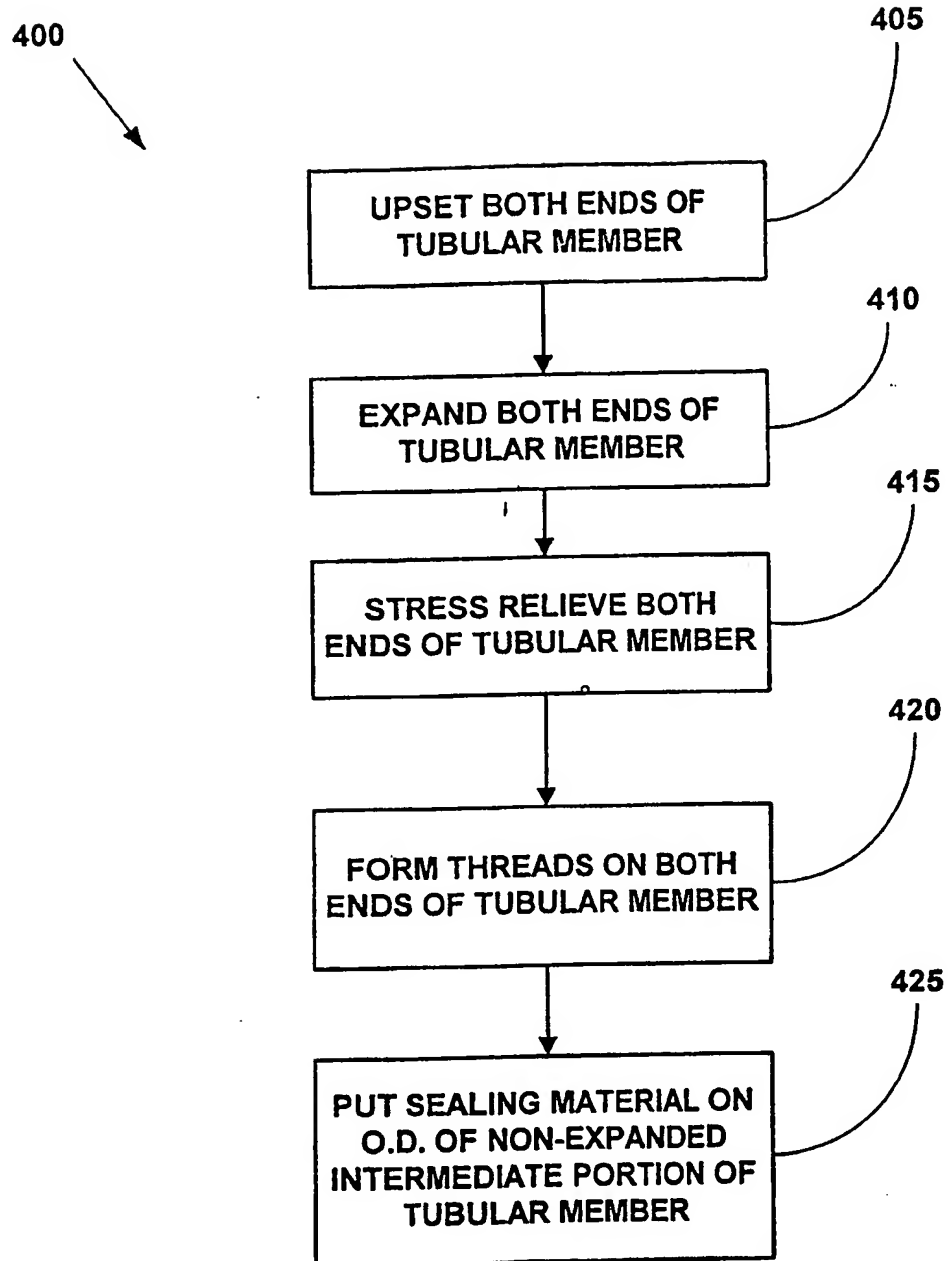 400
405
UPSET BOTH ENDS OF
TUBULAR MEMBER
410
EXPAND BOTH ENDS OF
TUBULAR MEMBER
415
STRESS RELIEVE BOTH
ENDS OF TUBULAR MEMBER
420
FORM THREADS ON BOTH
ENDS OF TUBULAR MEMBER
425
PUT SEALING MATERIAL ON
O.D. OF NON-EXPANDED
INTERMEDIATE PORTION OF
TUBULAR MEMBER